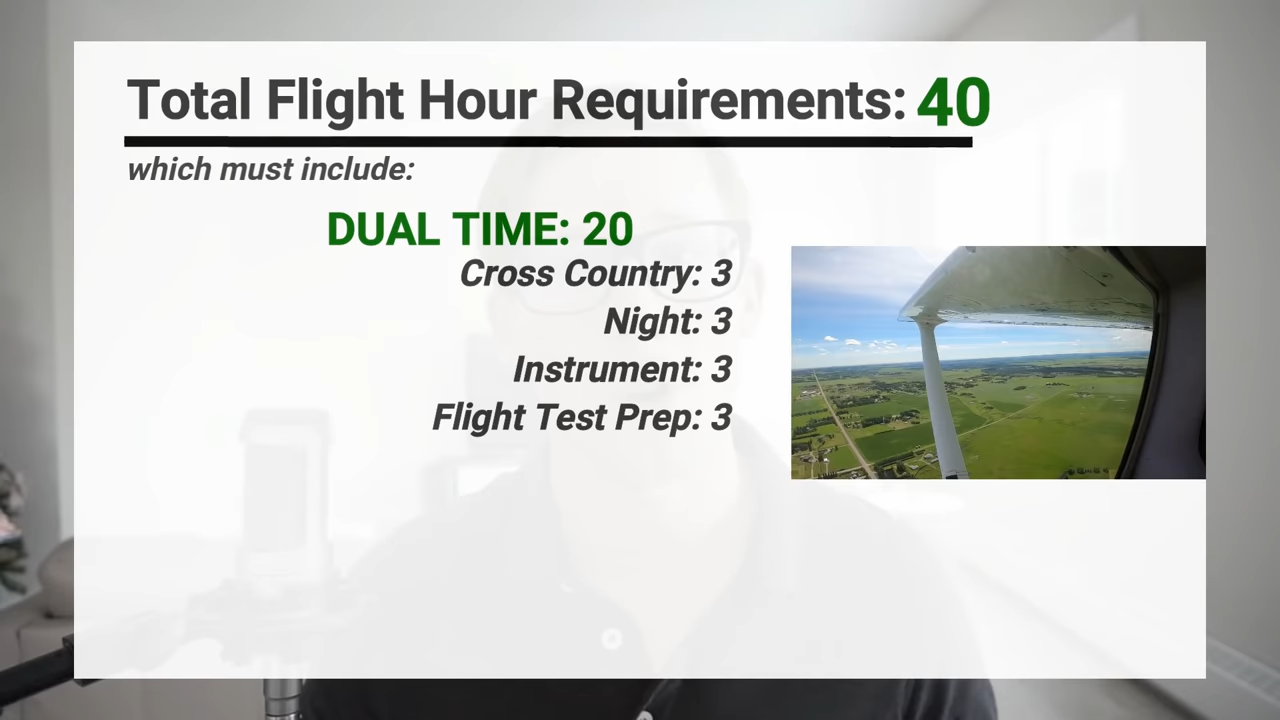 Total Flight Hour Requirements: 40
which must include:
DUAL TIME: 20
Cross Country: 3
Night: 3
Instrument: 3
Flight Test Prep: 3